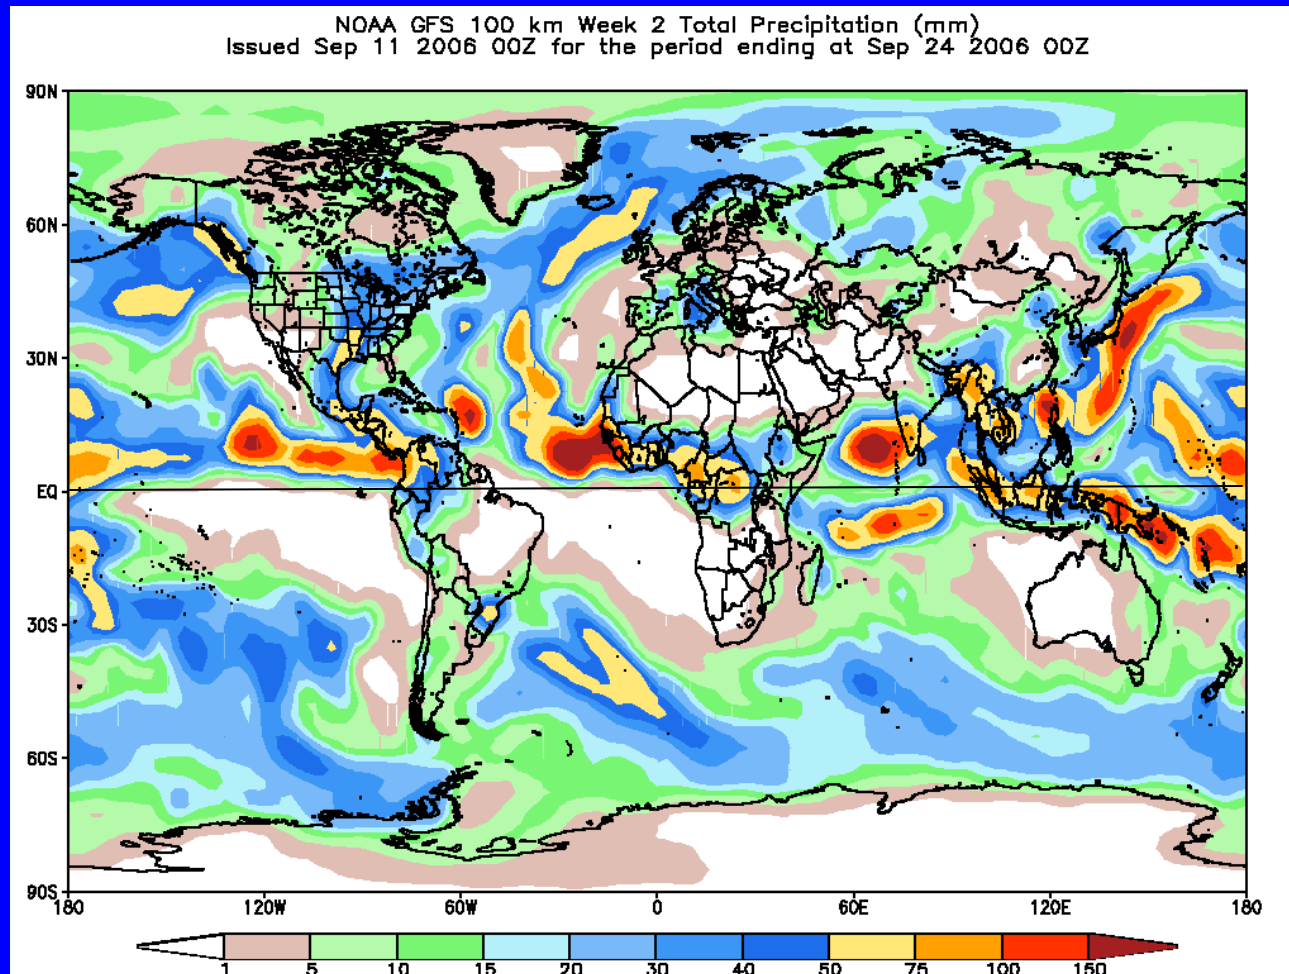 NOAA GFS 100 km Week 2 Total Precipitation (mm)
Issued Sep 11 2006 00Z for the period ending at Sep 24 2006 00Z
90N
60N
30N
EQ
30S
60S
90S
180 120W 60W 0 60E 120E 180
1 5 10 15 20 30 40 50 75 100 150